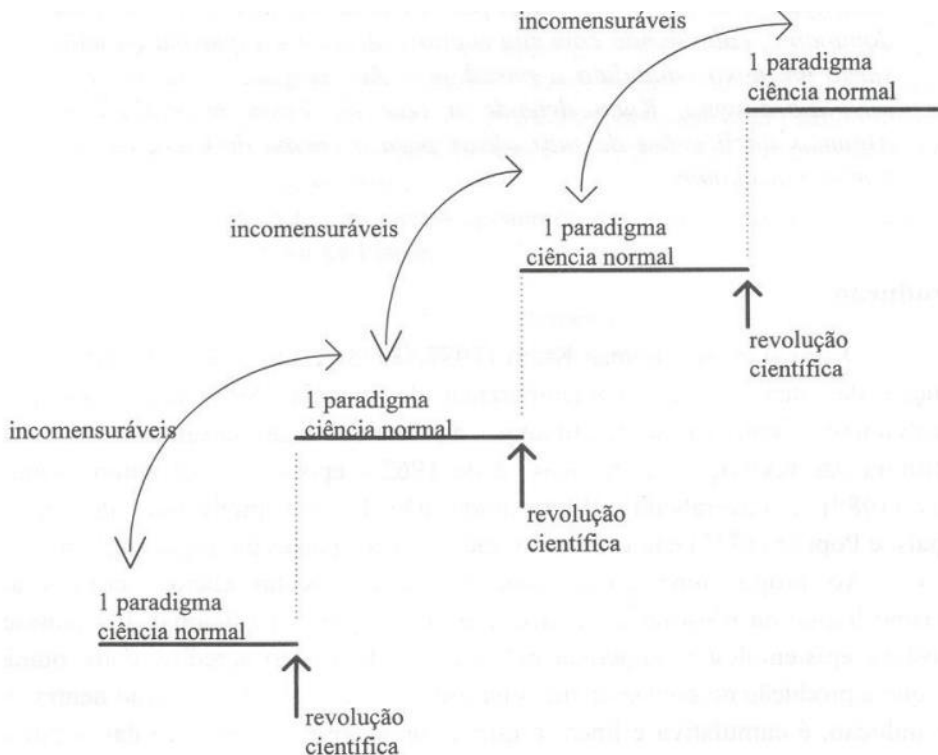 incomensuráveis
1 paradigma
ciência normal
incomensuráveis
1 paradigma
ciência normal
revolução
científica
incomensuráveis
1 paradigma
ciência normal
revolução
científica
1 paradigma
ciência normal
revolução
científica